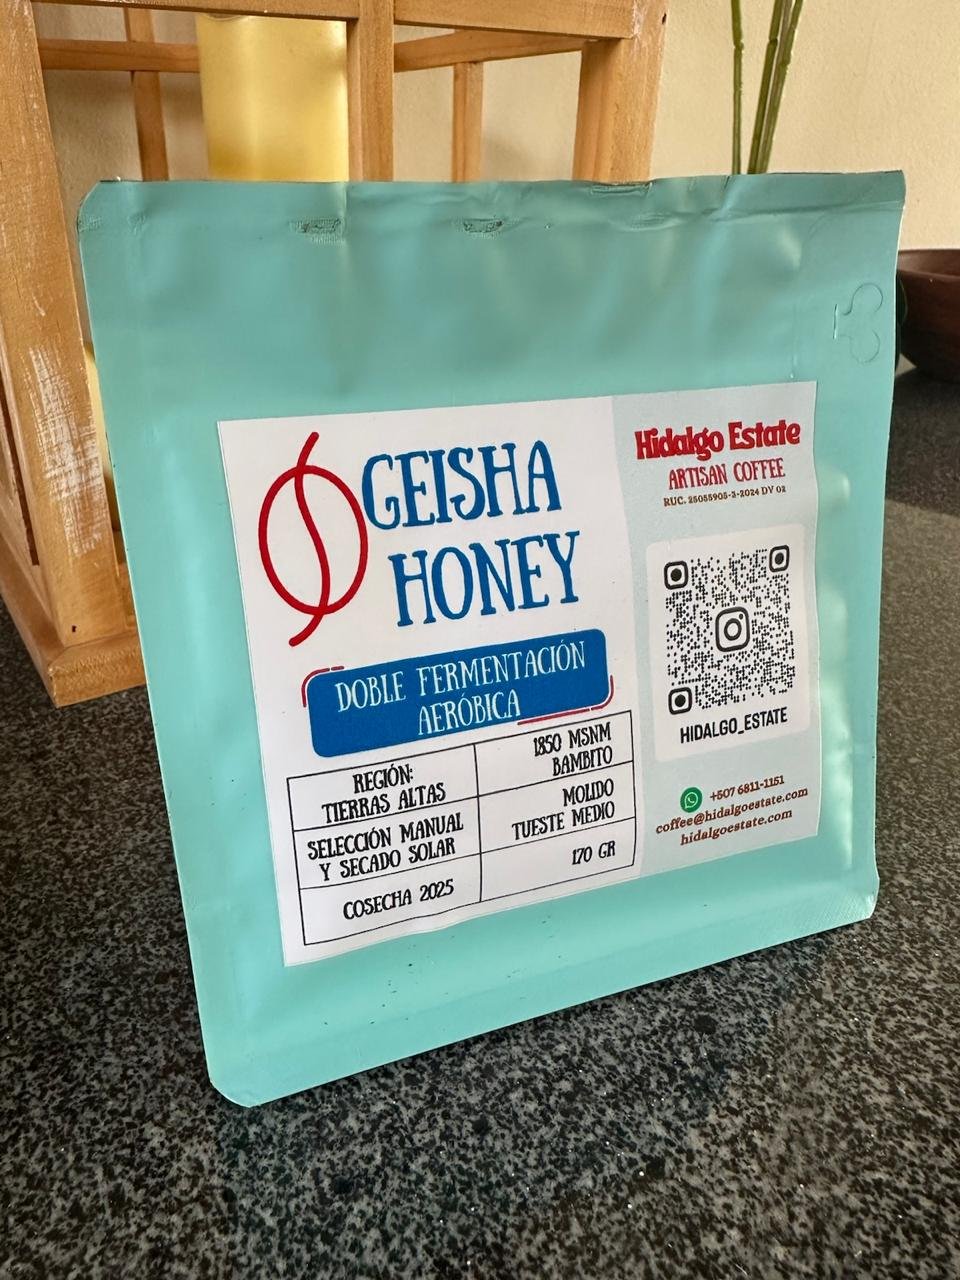 GEISHA
HONEY
DOBLE FERMENTACIÓN
AERÓBICA
REGIÓN:
TIERRAS ALTAS
1850 MSNM
BAMBITO
SELECCIÓN MANUAL
Y SECADO SOLAR
MOLIDO
TUESTE MEDIO
COSECHA 2025
170 GR
Hidalgo Estate
ARTISAN COFFEE
RUC. 25055905-3-2024 DV 02
HIDALGO_ESTATE
+507 6811-1151
coffee@hidalgoestate.com
hidalgoestate.com